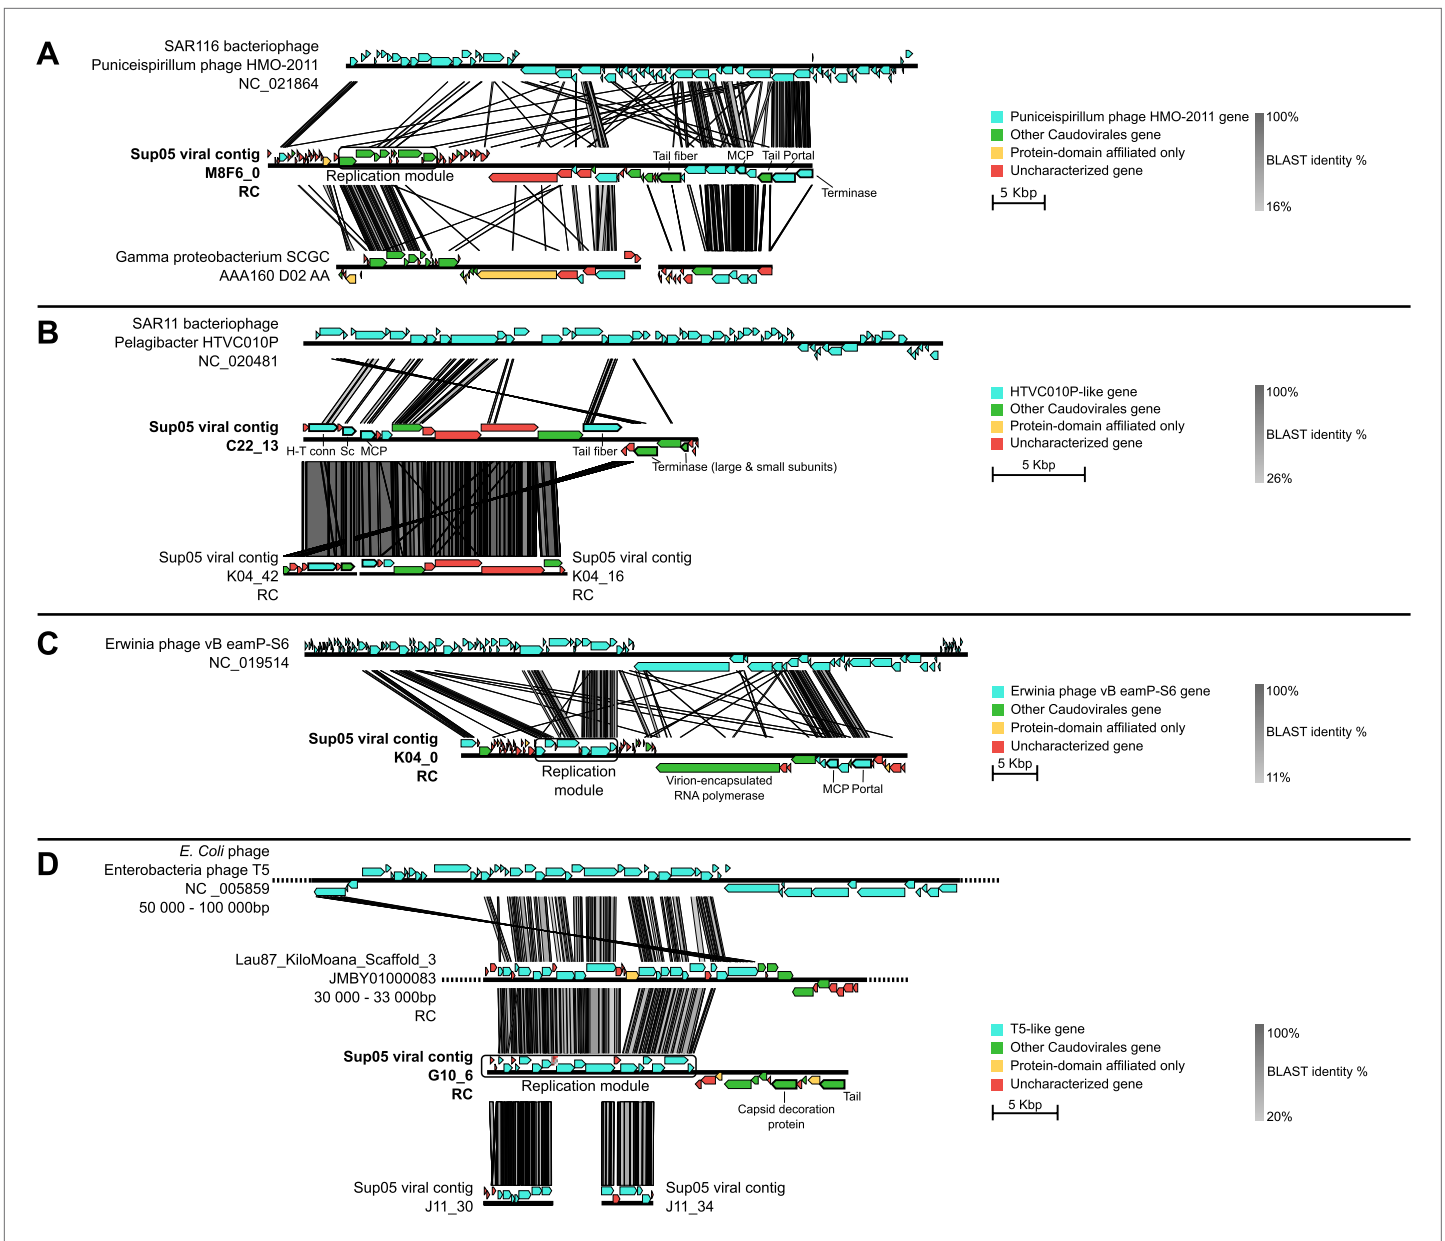 A
SAR116 bacteriophage
Puniceispirillum phage HMO-2011
NC_021864
Sup05 viral contig
M8F6_0
RC
Replication module
Tail fiber
MCP
Tail
Portal
Terminase
Gamma proteobacterium SCGC
AAA160 D02 AA
Puniceispirillum phage HMO-2011 gene
Other Caudovirales gene
Protein-domain affiliated only
Uncharacterized gene
5 Kbp
100%
BLAST identity %
16%
B
SAR11 bacteriophage
Pelagibacter HTVC010P
NC_020481
Sup05 viral contig
C22_13
H-T conn
Sc
MCP
Tail fiber
Terminase (large & small subunits)
Sup05 viral contig
K04_42
RC
Sup05 viral contig
K04_16
RC
HTVC010P-like gene
Other Caudovirales gene
Protein-domain affiliated only
Uncharacterized gene
5 Kbp
100%
BLAST identity %
26%
C
Erwinia phage vB eamP-S6
NC_019514
Sup05 viral contig
K04_0
RC
Replication
module
Virion-encapsulated
RNA polymerase
MCP
Portal
Erwinia phage vB eamP-S6 gene
Other Caudovirales gene
Protein-domain affiliated only
Uncharacterized gene
5 Kbp
100%
BLAST identity %
11%
D
E. Coli phage
Enterobacteria phage T5
NC _005859
50 000 - 100 000bp
Lau87_KiloMoana_Scaffold_3
JMBY01000083
30 000 - 33 000bp
RC
Sup05 viral contig
G10_6
RC
Replication module
Capsid decoration
protein
Tail
Sup05 viral contig
J11_30
Sup05 viral contig
J11_34
T5-like gene
Other Caudovirales gene
Protein-domain affiliated only
Uncharacterized gene
5 Kbp
100%
BLAST identity %
20%